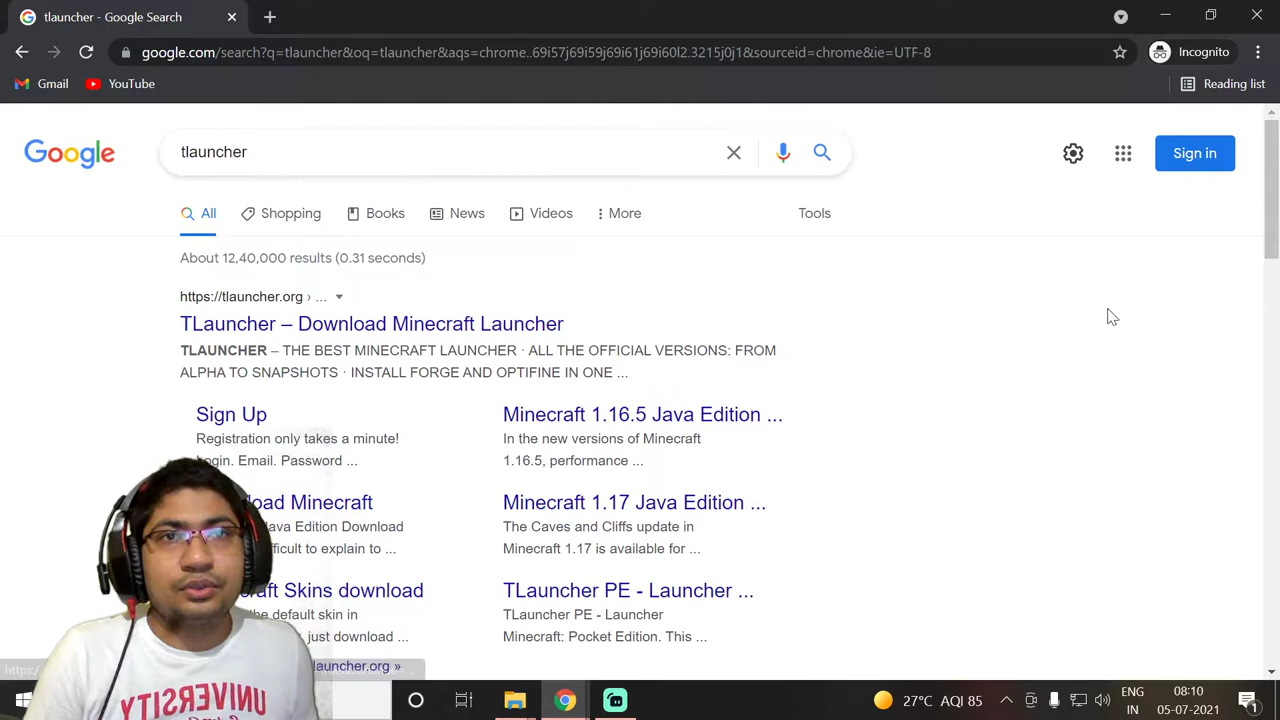 tlauncher - Google Search
google.com/search?q=tlauncher&oq=tlauncher&aqs=chrome..69i57j69i59j69i61j69i60l2.3215j0j1&sourceid=chrome&ie=UTF-8
Incognito
Gmail
YouTube
Reading list
Google
tlauncher
Sign in
All
Shopping
Books
News
Videos
More
Tools
About 12,40,000 results (0.31 seconds)
https://tlauncher.org › ...
TLauncher – Download Minecraft Launcher
TLAUNCHER – THE BEST MINECRAFT LAUNCHER · ALL THE OFFICIAL VERSIONS: FROM
ALPHA TO SNAPSHOTS · INSTALL FORGE AND OPTIFINE IN ONE ...
Sign Up
Registration only takes a minute!
Login. Email. Password ...
Minecraft 1.16.5 Java Edition ...
In the new versions of Minecraft
1.16.5, performance ...
Minecraft
Edition Download
to explain to ...
Minecraft 1.17 Java Edition ...
The Caves and Cliffs update in
Minecraft 1.17 is available for ...
Skins download
the default skin in
just download ...
TLauncher PE - Launcher ...
TLauncher PE - Launcher
Minecraft: Pocket Edition. This ...
launcher.org »
https:/
UNIVERSITY
27°C AQI 85
ENG
IN
08:10
05-07-2021
1